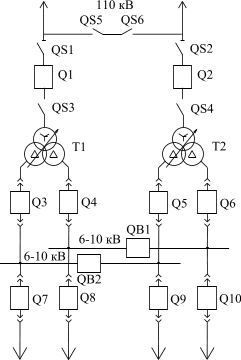 110 кВ
QS5 QS6
QS1 QS2
Q1 Q2
QS3 QS4
T1 T2
Q3 Q4 Q5 Q6
6-10 кВ QB1
6-10 кВ QB2
Q7 Q8 Q9 Q10